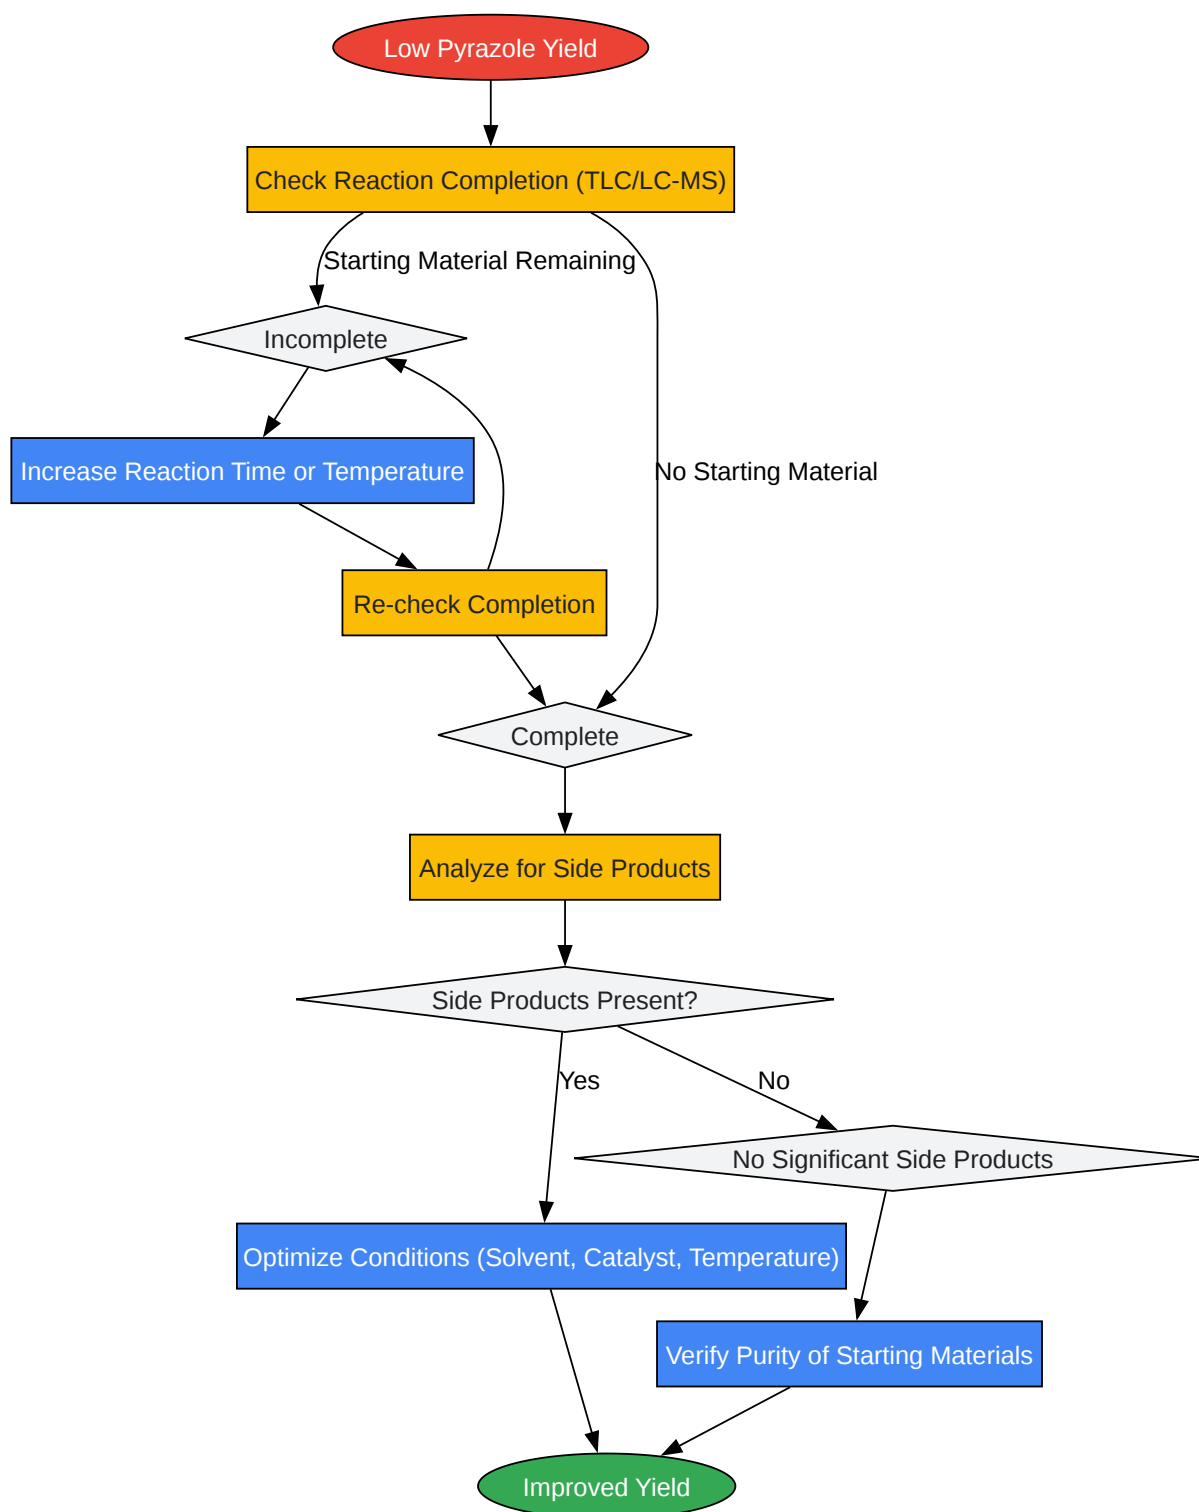 Low Pyrazole Yield
Check Reaction Completion (TLC/LC-MS)
Starting Material Remaining
Incomplete
Increase Reaction Time or Temperature
No Starting Material
Re-check Completion
Complete
Analyze for Side Products
Side Products Present?
Yes
No
No Significant Side Products
Optimize Conditions (Solvent, Catalyst, Temperature)
Verify Purity of Starting Materials
Improved Yield